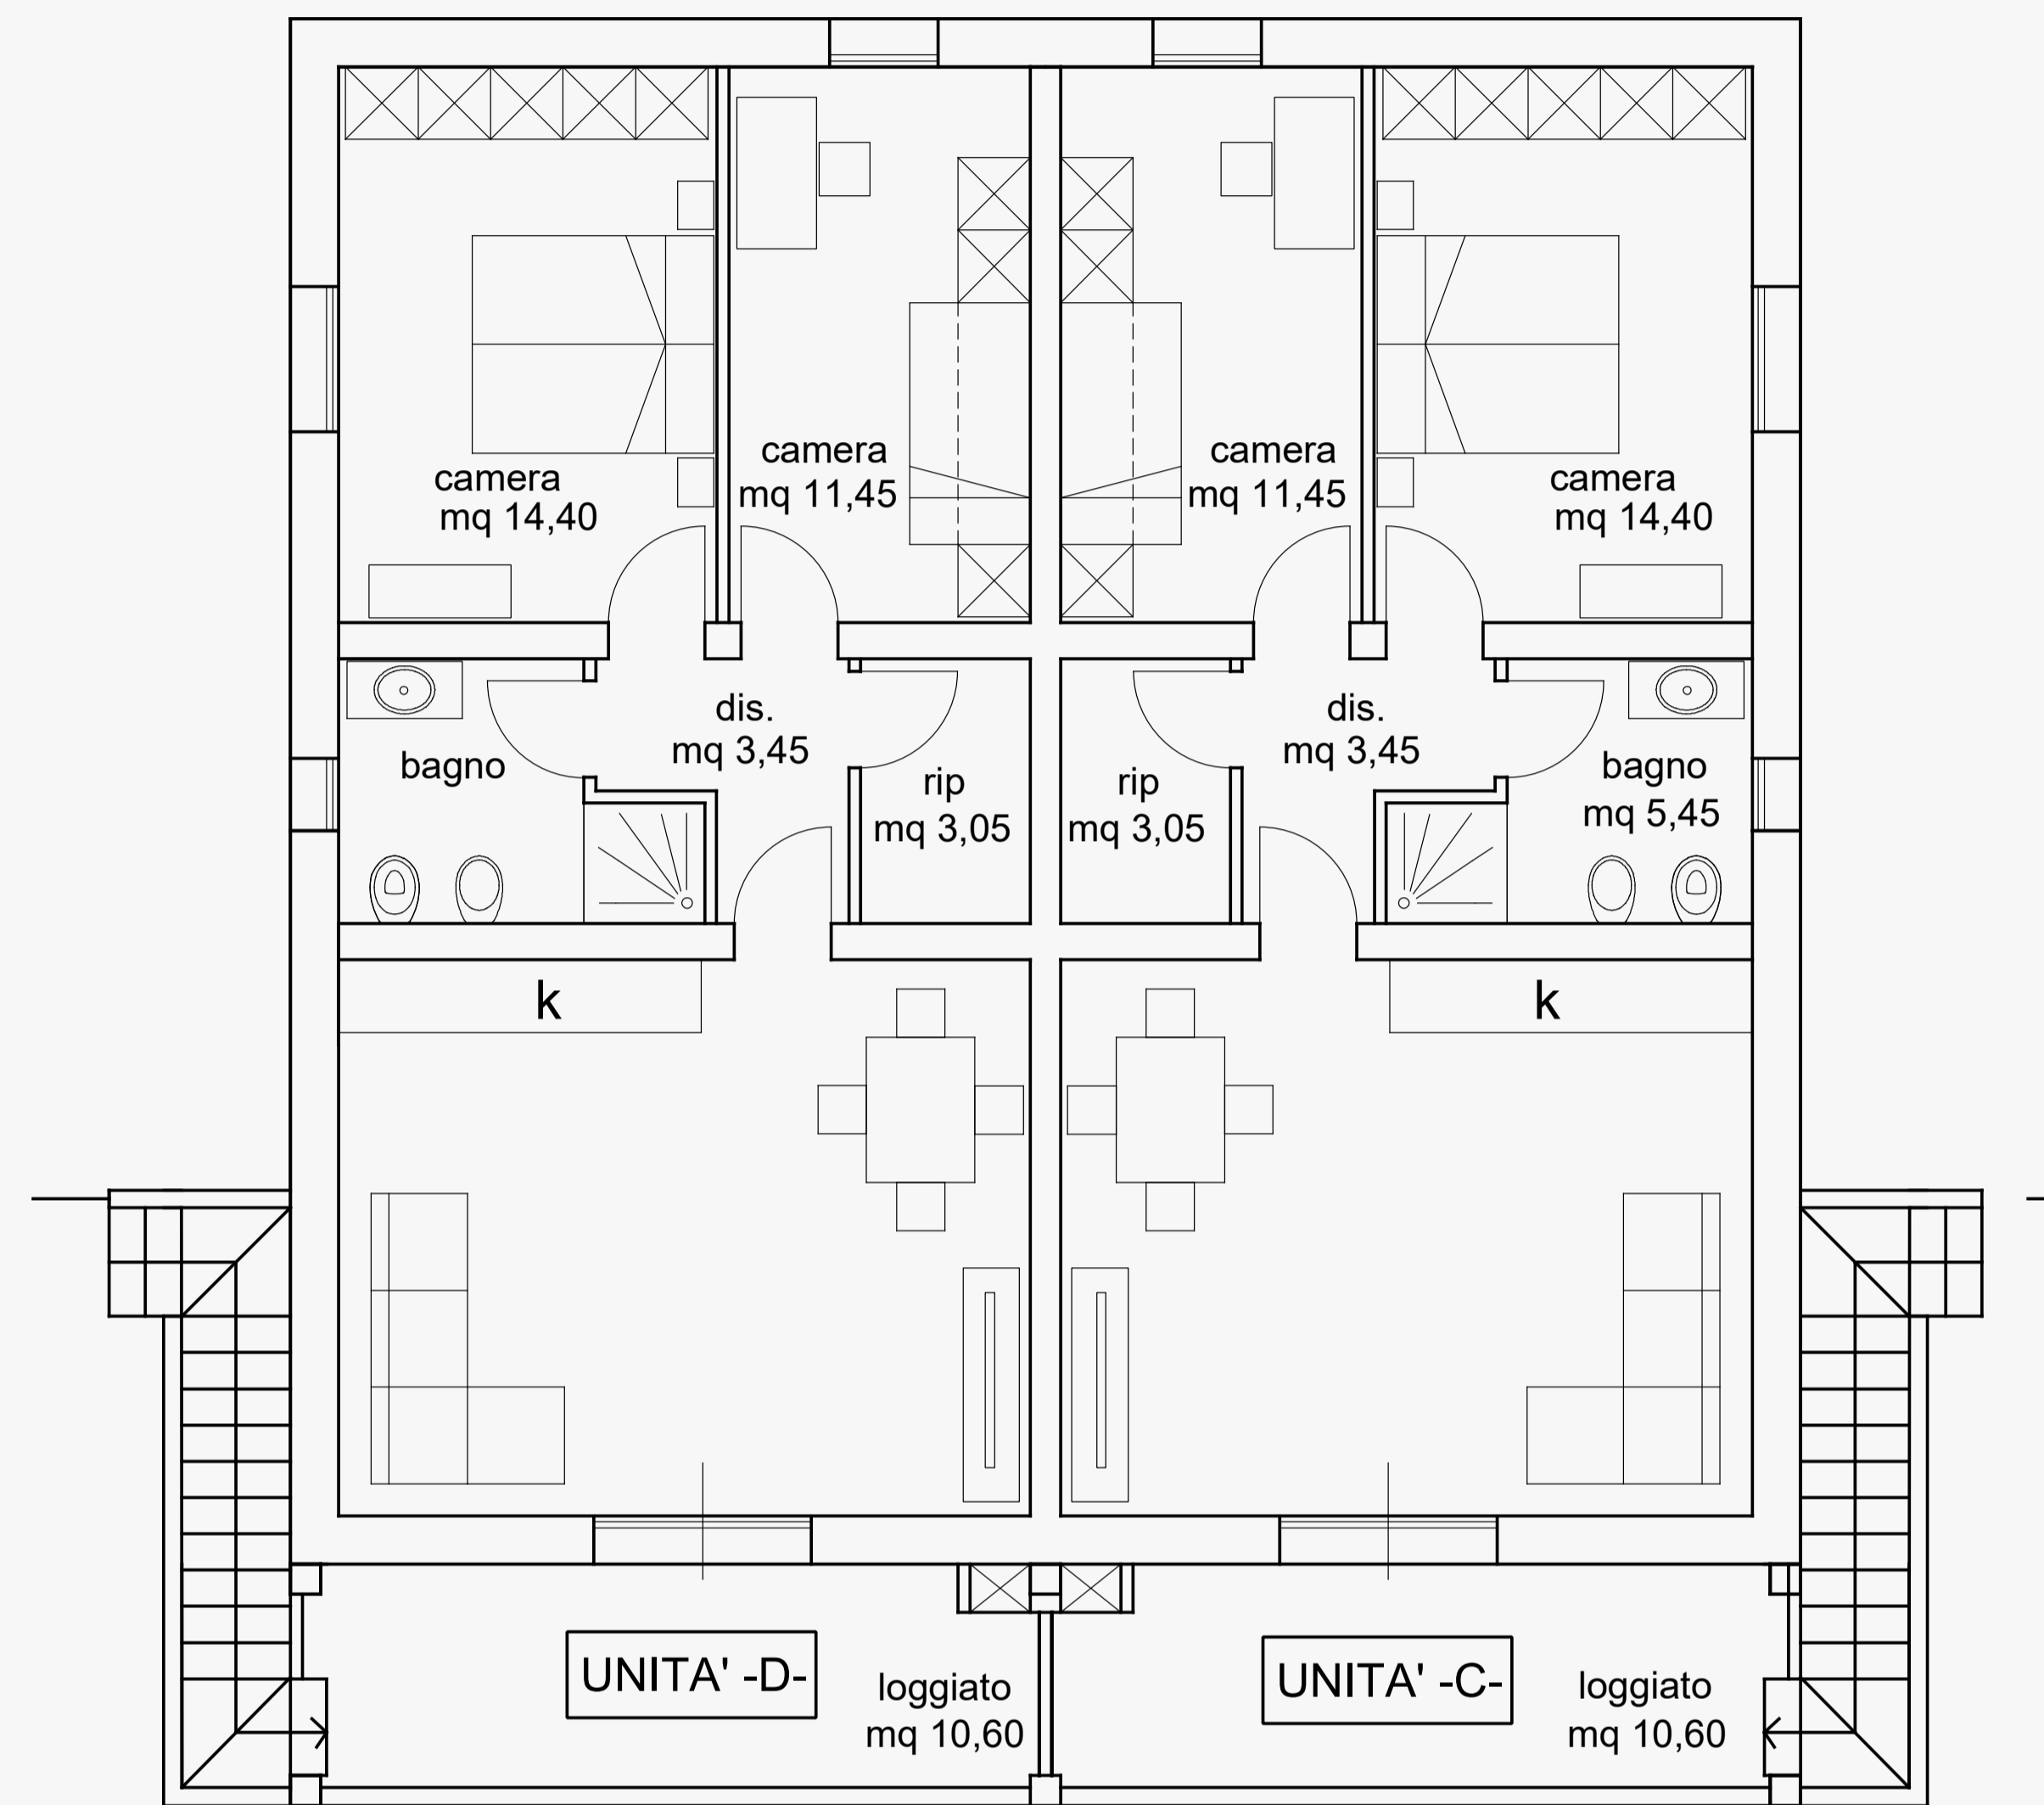 camera
mq 14,40
camera
mq 11,45
camera
mq 11,45
camera
mq 14,40
bagno
dis.
mq 3,45
rip
mq 3,05
rip
mq 3,05
dis.
mq 3,45
bagno
mq 5,45
k
k
UNITA' -D-
loggiato
mq 10,60
UNITA' -C-
loggiato
mq 10,60